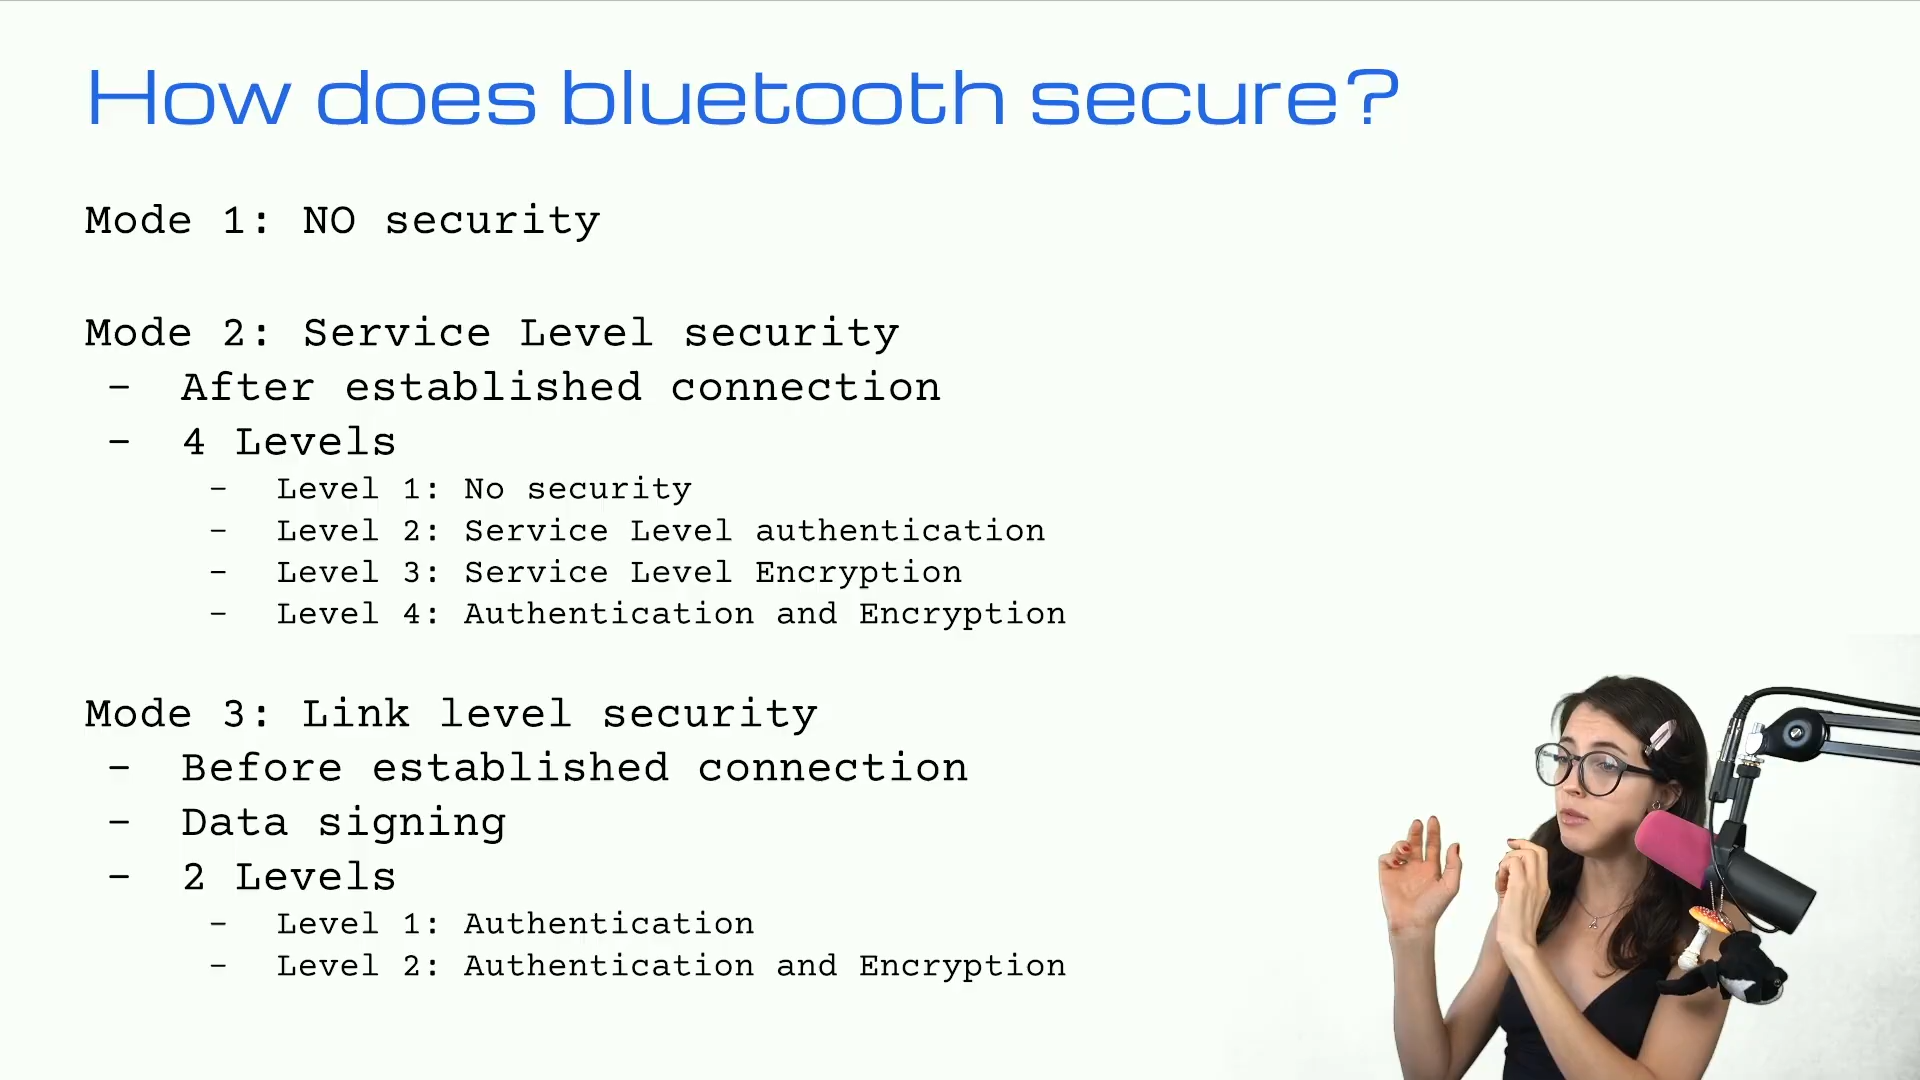 How does bluetooth secure?
Mode 1: NO security
Mode 2: Service Level security
- After established connection
- 4 Levels
- Level 1: No security
- Level 2: Service Level authentication
- Level 3: Service Level Encryption
- Level 4: Authentication and Encryption
Mode 3: Link level security
- Before established connection
- Data signing
- 2 Levels
- Level 1: Authentication
- Level 2: Authentication and Encryption